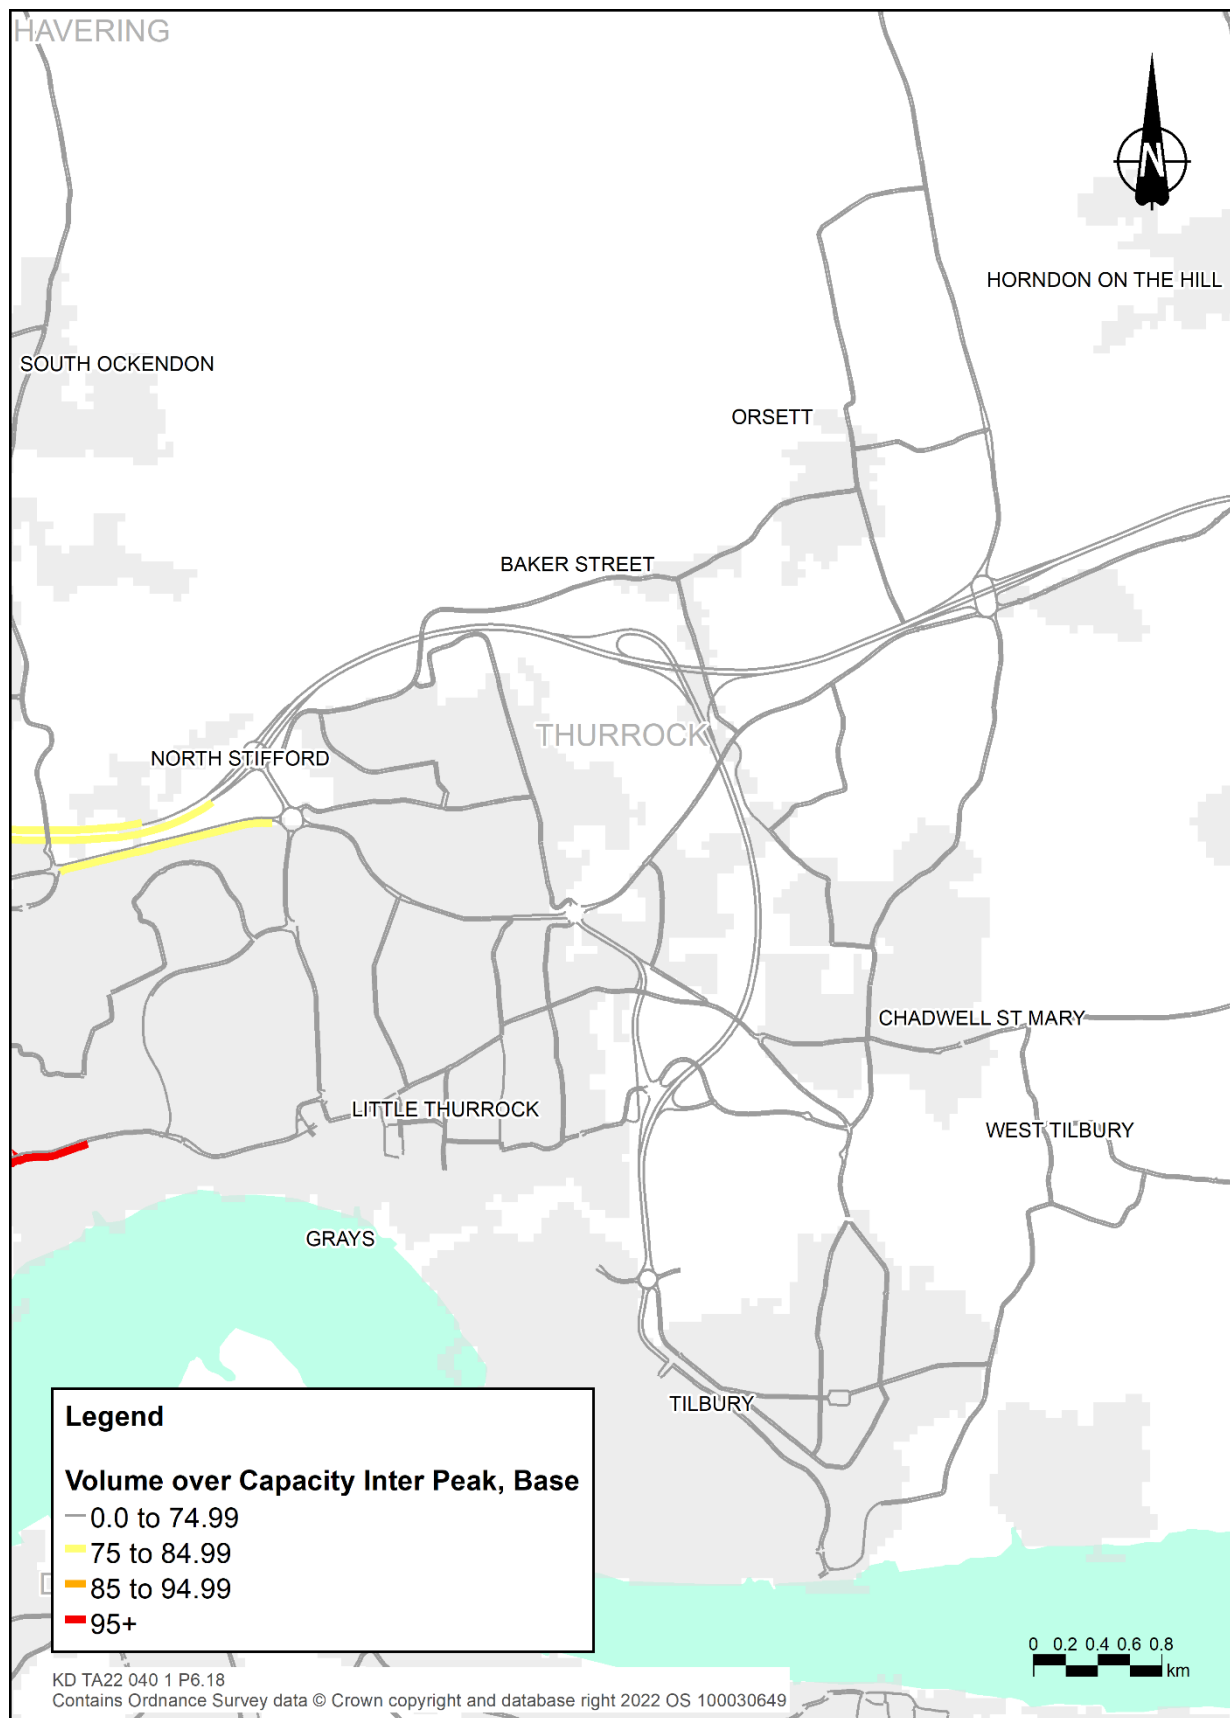 HAVERING
N
HORNDON ON THE HILL
SOUTH OCKENDON
ORSETT
BAKER STREET
THURROCK
NORTH STIFFORD
CHADWELL ST MARY
LITTLE THURROCK
WEST TILBURY
GRAYS
TILBURY
Legend
Volume over Capacity Inter Peak, Base
0.0 to 74.99
75 to 84.99
85 to 94.99
95+
0 0.2 0.4 0.6 0.8
km
KD TA22 040 1 P6.18
Contains Ordnance Survey data © Crown copyright and database right 2022 OS 100030649